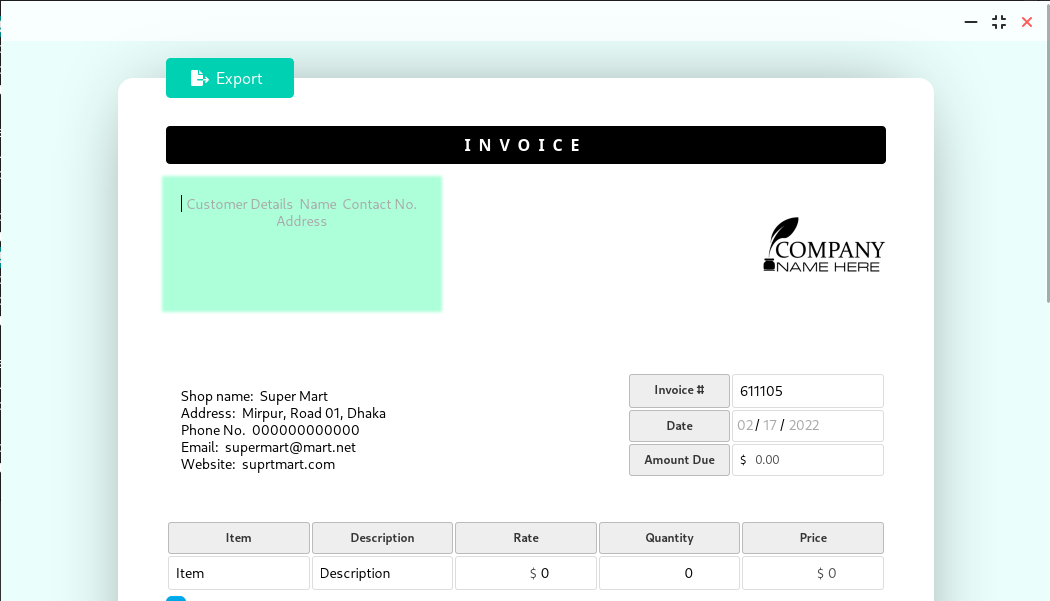 Export
INVOICE
Customer Details  Name  Contact No.
Address
COMPANY
NAME HERE
Shop name:  Super Mart
Address:  Mirpur, Road 01, Dhaka
Phone No.  000000000000
Email:  supermart@mart.net
Website:  suprtmart.com
Invoice # 611105
Date 02/ 17 / 2022
Amount Due $ 0.00
Item Description Rate Quantity Price
Item Description $ 0 0 $ 0